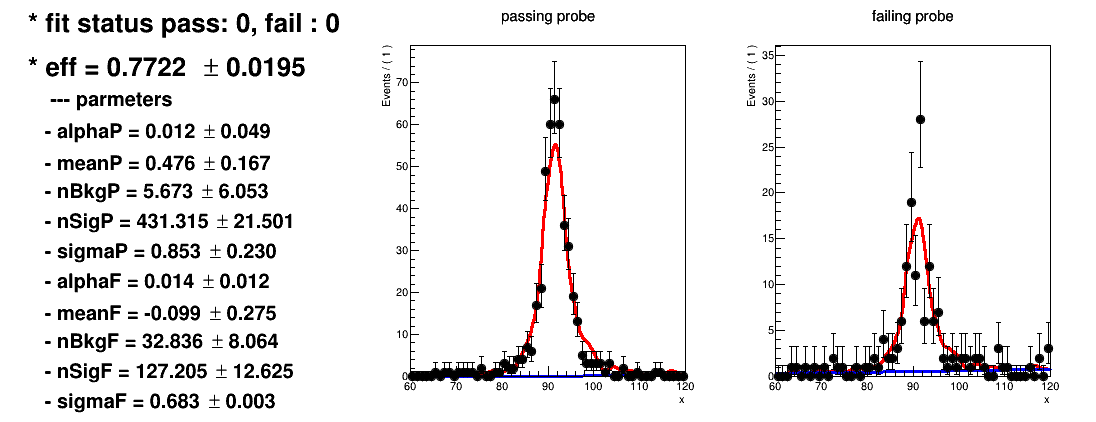 * fit status pass: 0, fail : 0
* eff = 0.7722 ± 0.0195
--- parmeters
- alphaP = 0.012 ± 0.049
- meanP = 0.476 ± 0.167
- nBkgP = 5.673 ± 6.053
- nSigP = 431.315 ± 21.501
- sigmaP = 0.853 ± 0.230
- alphaF = 0.014 ± 0.012
- meanF = -0.099 ± 0.275
- nBkgF = 32.836 ± 8.064
- nSigF = 127.205 ± 12.625
- sigmaF = 0.683 ± 0.003
passing probe
Events / ( 1 )
70
60
50
40
30
20
10
0
60 70 80 90 100 110 120
x
failing probe
Events / ( 1 )
35
30
25
20
15
10
5
0
60 70 80 90 100 110 120
x